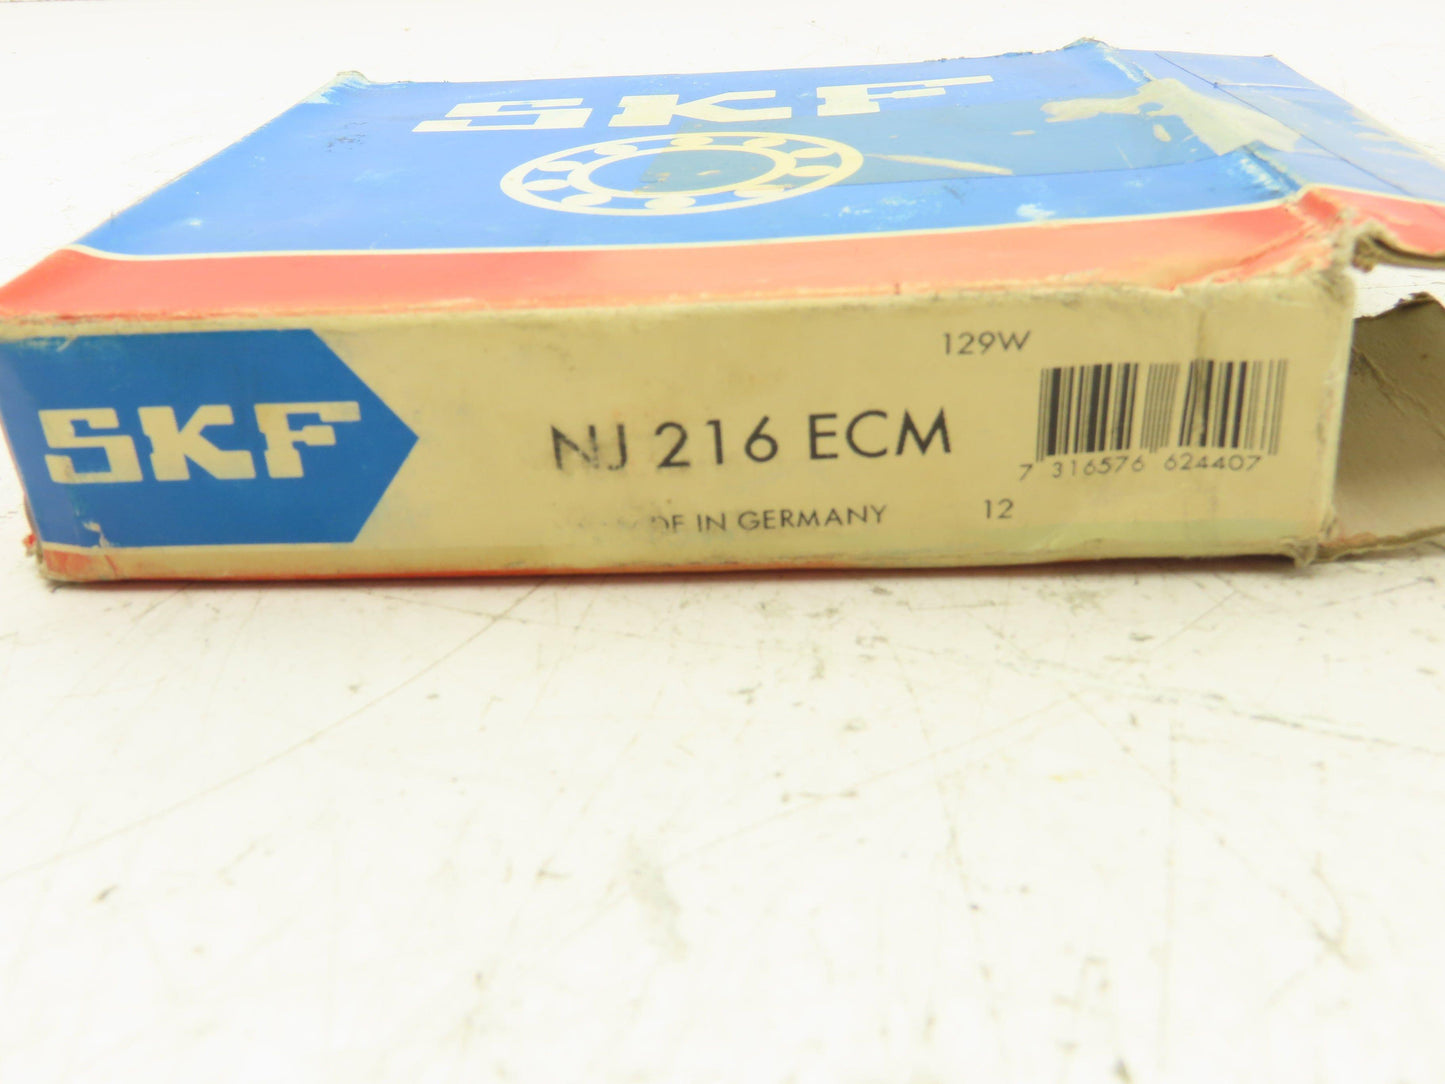 SKF
129W
SKF
NJ 216 ECM
7 316576 624407
IN GERMANY
12